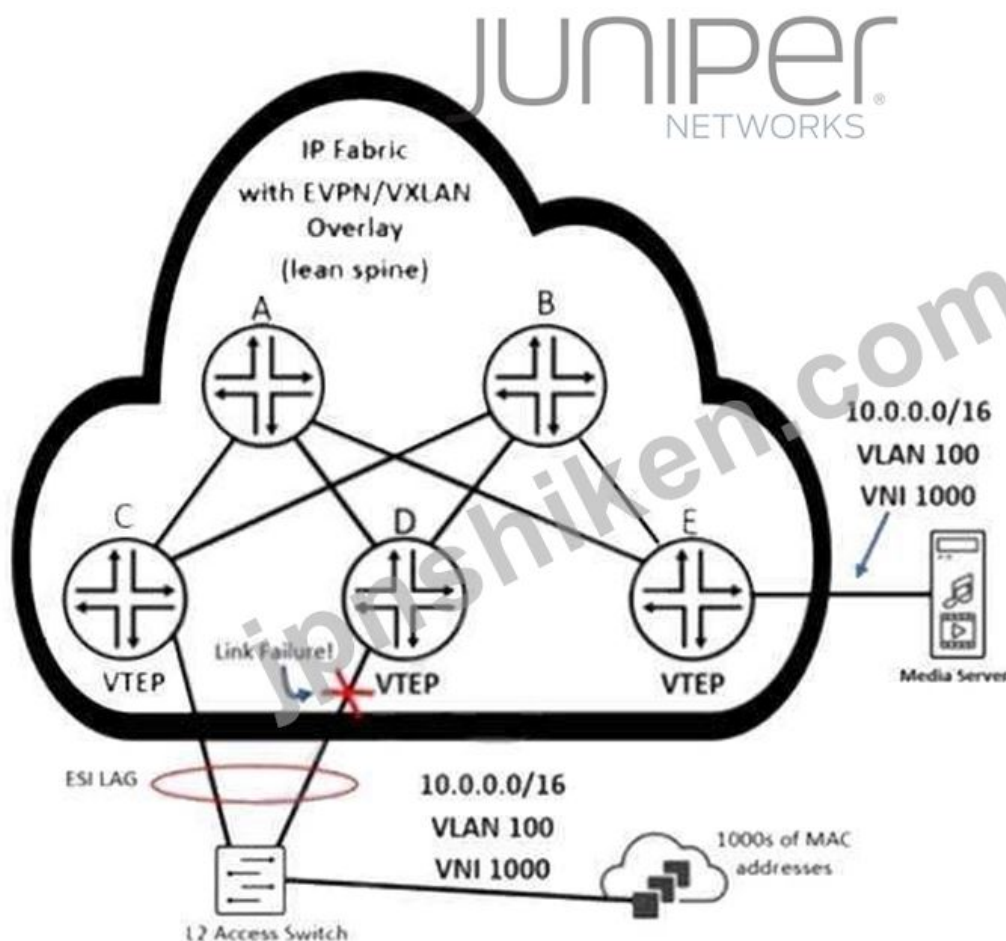 JUNIPEr
NETWORKS
IP Fabric
with EVPN/VXLAN
Overlay
(lean spine)
A
B
10.0.0.0/16
VLAN 100
VNI 1000
C
D
E
Link Failure!
VTEP
VTEP
VTEP
Media Server
jpnshiken.com
ESI LAG
10.0.0.0/16
VLAN 100
VNI 1000
1000s of MAC
addresses
L2 Access Switch